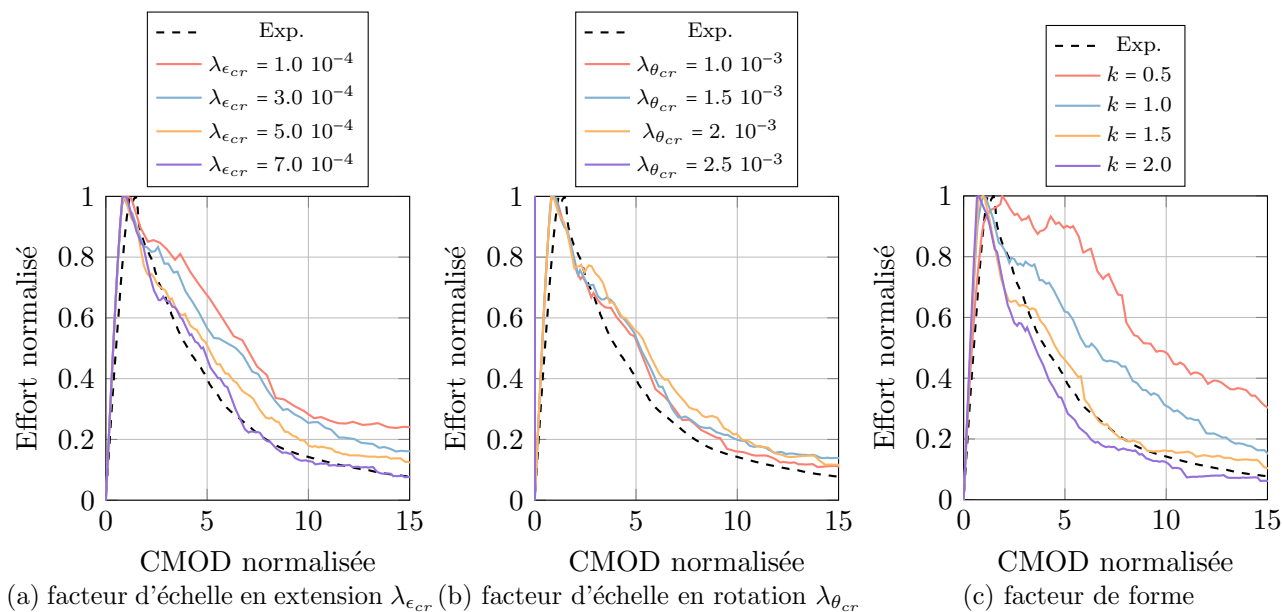 Exp.
λ_{ϵ_{cr}} = 1.0 10⁻⁴
λ_{ϵ_{cr}} = 3.0 10⁻⁴
λ_{ϵ_{cr}} = 5.0 10⁻⁴
λ_{ϵ_{cr}} = 7.0 10⁻⁴
1
0.8
0.6
0.4
0.2
0
Effort normalisé
0 5 10 15
CMOD normalisée
(a) facteur d'échelle en extension λ_{ϵ_{cr}}
Exp.
λ_{θ_{cr}} = 1.0 10⁻³
λ_{θ_{cr}} = 1.5 10⁻³
λ_{θ_{cr}} = 2. 10⁻³
λ_{θ_{cr}} = 2.5 10⁻³
1
0.8
0.6
0.4
0.2
0
Effort normalisé
0 5 10 15
CMOD normalisée
(b) facteur d'échelle en rotation λ_{θ_{cr}}
Exp.
k = 0.5
k = 1.0
k = 1.5
k = 2.0
1
0.8
0.6
0.4
0.2
0
Effort normalisé
0 5 10 15
CMOD normalisée
(c) facteur de forme